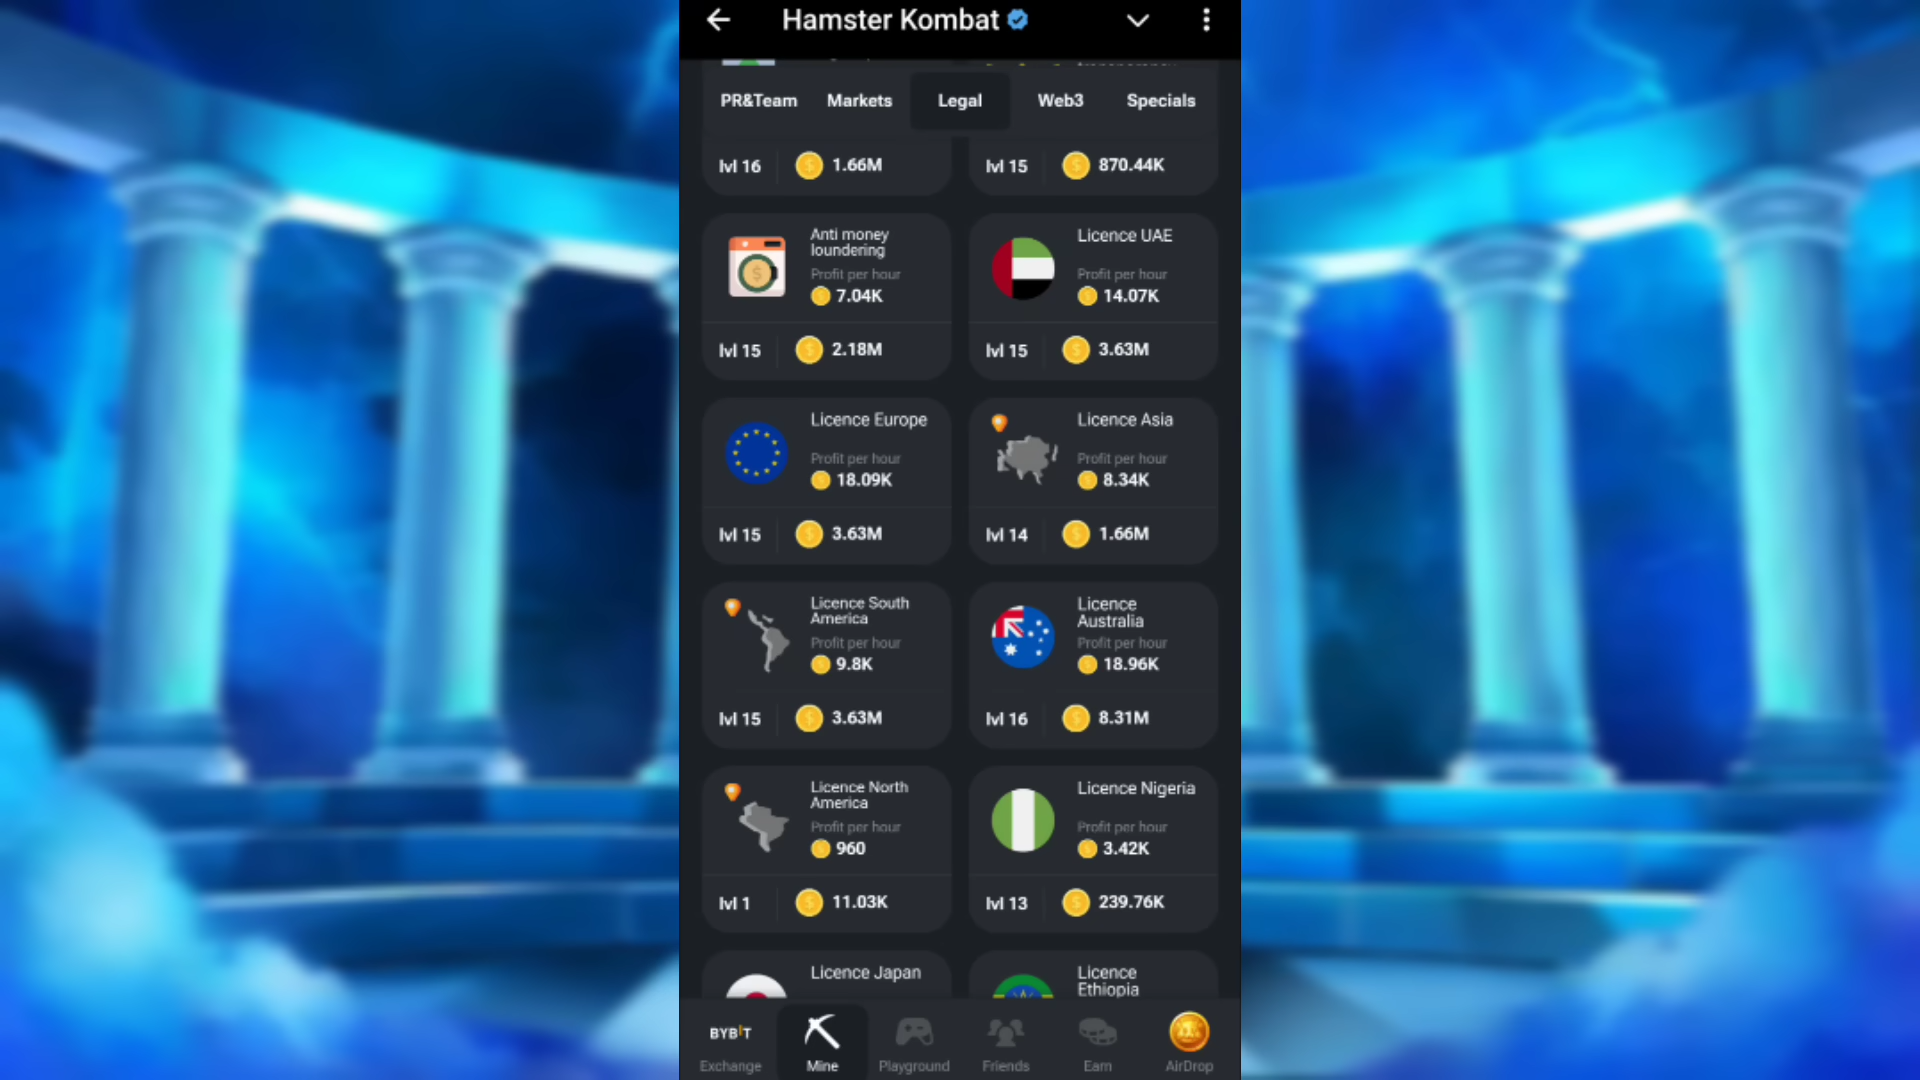 Hamster Kombat
PR&Team Markets Legal Web3 Specials
lvl 16 1.66M
lvl 15 870.44K
Anti money
loundering
Profit per hour
7.04K
lvl 15 2.18M
Licence UAE
Profit per hour
14.07K
lvl 15 3.63M
Licence Europe
Profit per hour
18.09K
lvl 15 3.63M
Licence Asia
Profit per hour
8.34K
lvl 14 1.66M
Licence South
America
Profit per hour
9.8K
lvl 15 3.63M
Licence
Australia
Profit per hour
18.96K
lvl 16 8.31M
Licence North
America
Profit per hour
960
lvl 1 11.03K
Licence Nigeria
Profit per hour
3.42K
lvl 13 239.76K
Licence Japan
Licence
Ethiopia
BYBIT
Exchange Mine Playground Friends Earn AirDrop